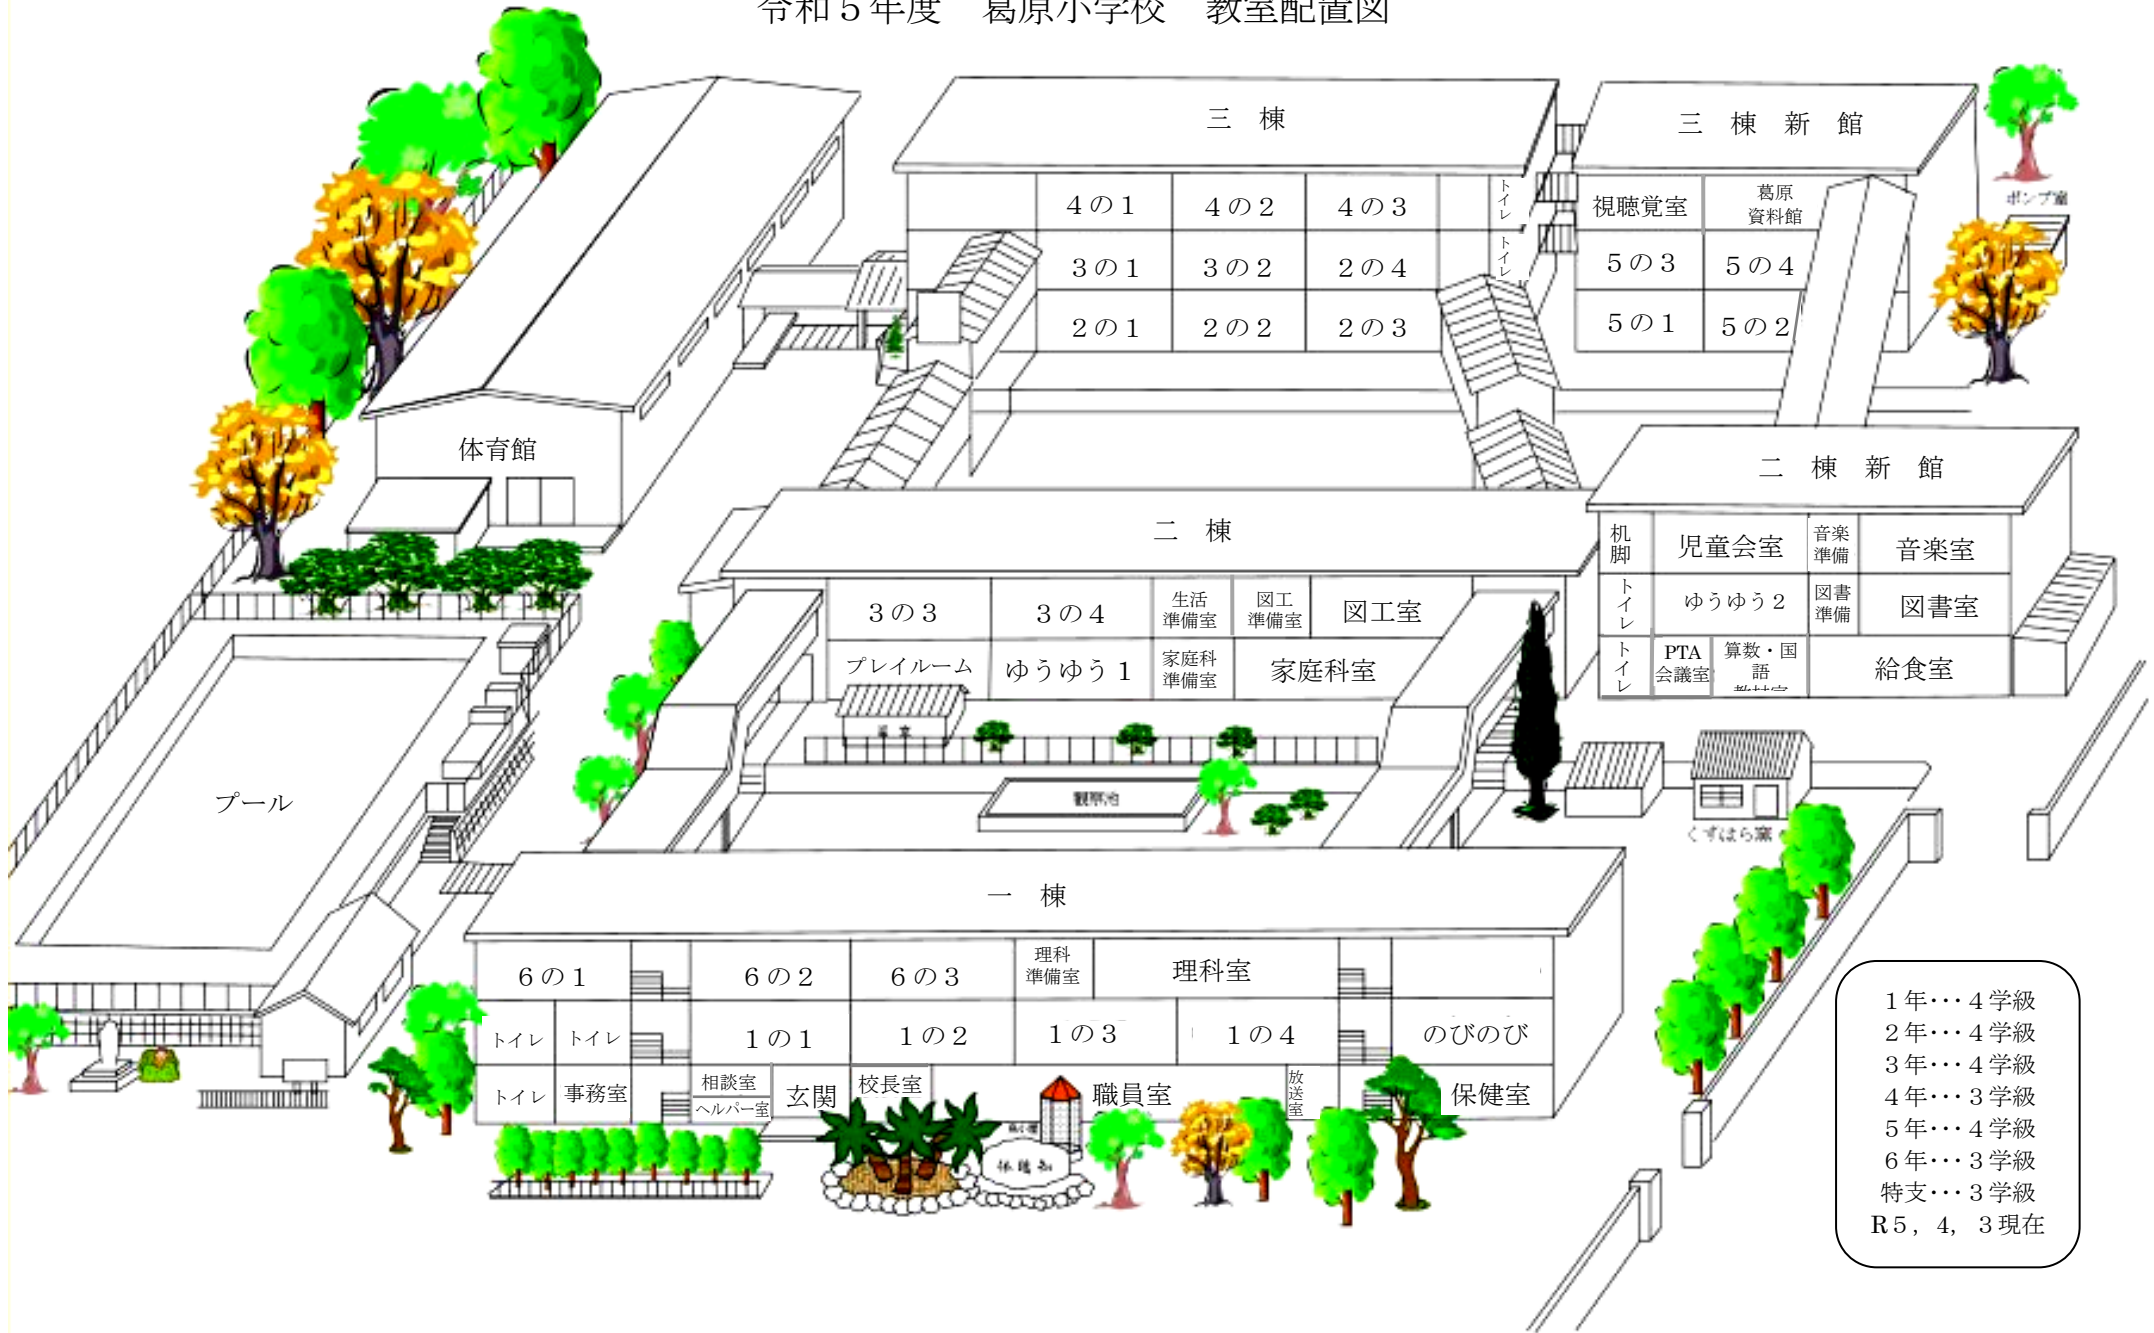 令和５年度　葛原小学校　教室配置図
三　棟
三　棟　新　館
４の１
４の２
４の３
トイレ
視聴覚室
葛原
資料館
ポンプ室
３の１
３の２
２の４
トイレ
５の３
５の４
２の１
２の２
２の３
５の１
５の２
体育館
二　棟
二　棟　新　館
机脚
児童会室
音楽
準備
音楽室
３の３
３の４
生活
準備室
図工
準備室
図工室
トイレ
ゆうゆう２
図書
準備
図書室
プレイルーム
ゆうゆう１
家庭科
準備室
家庭科室
トイレ
PTA
会議室
算数・国
語
給食室
プール
観察池
くずはら窯
一　棟
６の１
６の２
６の３
理科
準備室
理科室
トイレ
トイレ
１の１
１の２
１の３
１の４
のびのび
トイレ
事務室
相談室
ヘルパー室
玄関
校長室
職員室
放送室
保健室
１年･･･４学級
２年･･･４学級
３年･･･４学級
４年･･･３学級
５年･･･４学級
６年･･･３学級
特支･･･３学級
R５，4，３現在